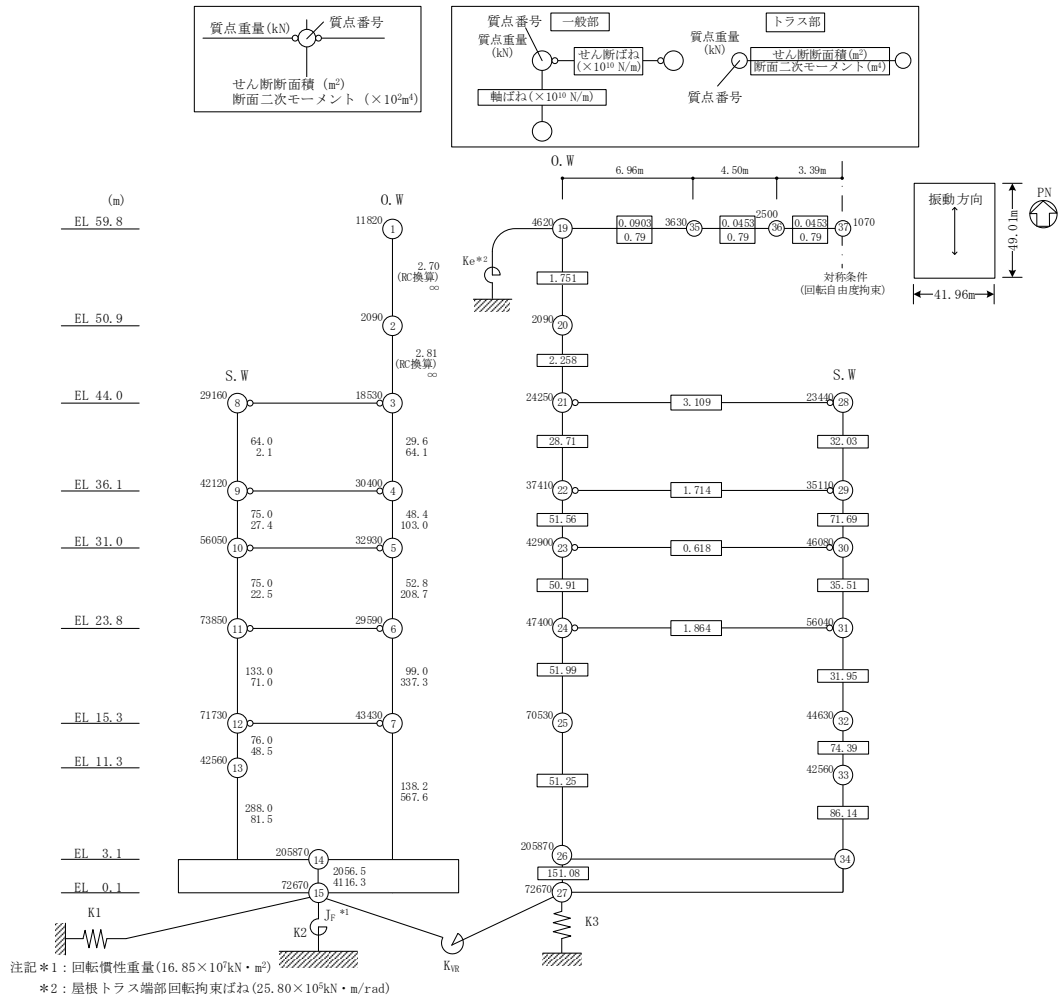 質点重量(kN) 質点番号
せん断断面積 (m²)
断面二次モーメント (×10²m⁴)
質点番号 一般部 トラス部
質点重量 (kN)
せん断ばね (×10¹⁰ N/m)
軸ばね(×10¹⁰ N/m)
質点重量 (kN)
せん断断面積(m²)
断面二次モーメント(m⁴)
質点番号
(m)
O.W
EL 59.8
11820 1
2.70
(RC換算)
∞
EL 50.9
2090 2
2.81
(RC換算)
∞
S.W
EL 44.0
29160 8 18530 3
64.0 29.6
2.1 64.1
EL 36.1
42120 9 30400 4
75.0 48.4
27.4 103.0
EL 31.0
56050 10 32930 5
75.0 52.8
22.5 208.7
EL 23.8
73850 11 29590 6
133.0 99.0
71.0 337.3
EL 15.3
71730 12 43430 7
76.0
48.5
EL 11.3
42560 13
138.2
567.6
288.0
81.5
EL 3.1
205870 14
2056.5
4116.3
EL 0.1
72670 15
K1
J_F *1
K2
K_VR
O.W
6.96m 4.50m 3.39m
4620 19 0.0903 3630 35 0.0453 2500 36 0.0453 37 1070
0.79 0.79 0.79
Ke*2
対称条件
(回転自由度拘束)
1.751
2090 20
2.258
S.W
24250 21 3.109 23440 28
28.71 32.03
37410 22 1.714 35110 29
51.56 71.69
42900 23 0.618 46080 30
50.91 35.51
47400 24 1.864 56040 31
51.99 31.95
70530 25 44630 32
74.39
51.25 42560 33
86.14
205870 26 34
151.08
72670 27
K3
振動方向
49.01m
41.96m
PN
注記*1：回転慣性重量(16.85×10⁷kN・m²)
*2：屋根トラス端部回転拘束ばね(25.80×10⁵kN・m/rad)